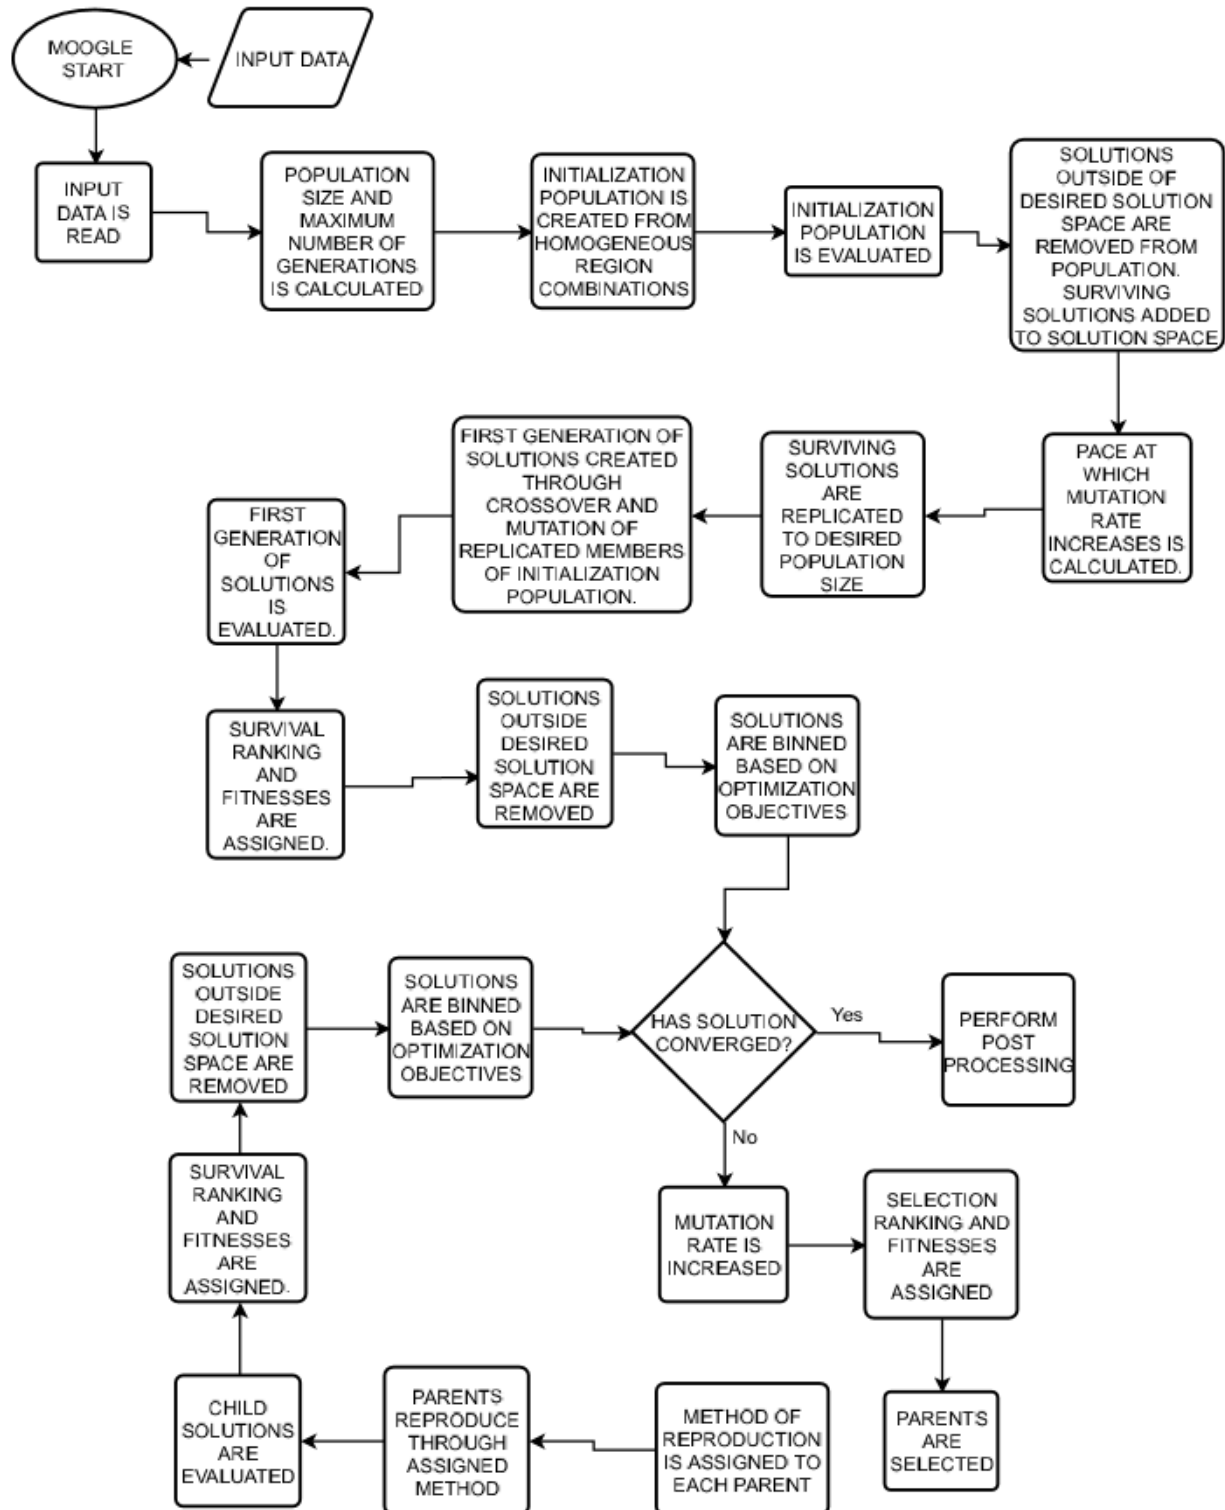 MOOGLE
START
INPUT DATA
INPUT
DATA IS
READ
POPULATION
SIZE AND
MAXIMUM
NUMBER OF
GENERATIONS
IS CALCULATED
INITIALIZATION
POPULATION IS
CREATED FROM
HOMOGENEOUS
REGION
COMBINATIONS
INITIALIZATION
POPULATION
IS EVALUATED
SOLUTIONS
OUTSIDE OF
DESIRED SOLUTION
SPACE ARE
REMOVED FROM
POPULATION.
SURVIVING
SOLUTIONS ADDED
TO SOLUTION SPACE
PACE AT
WHICH
MUTATION
RATE
INCREASES IS
CALCULATED.
SURVIVING
SOLUTIONS
ARE
REPLICATED
TO DESIRED
POPULATION
SIZE
FIRST GENERATION OF
SOLUTIONS CREATED
THROUGH
CROSSOVER AND
MUTATION OF
REPLICATED MEMBERS
OF INITIALIZATION
POPULATION.
FIRST
GENERATION
OF
SOLUTIONS
IS
EVALUATED.
SURVIVAL
RANKING
AND
FITNESSES
ARE
ASSIGNED.
SOLUTIONS
OUTSIDE
DESIRED
SOLUTION
SPACE ARE
REMOVED
SOLUTIONS
ARE BINNED
BASED ON
OPTIMIZATION
OBJECTIVES
HAS SOLUTION
CONVERGED?
Yes
PERFORM
POST
PROCESSING
No
MUTATION
RATE IS
INCREASED
SELECTION
RANKING AND
FITNESSES
ARE
ASSIGNED
PARENTS
ARE
SELECTED
METHOD OF
REPRODUCTION
IS ASSIGNED TO
EACH PARENT
PARENTS
REPRODUCE
THROUGH
ASSIGNED
METHOD
CHILD
SOLUTIONS
ARE
EVALUATED
SURVIVAL
RANKING
AND
FITNESSES
ARE
ASSIGNED.
SOLUTIONS
OUTSIDE
DESIRED
SOLUTION
SPACE ARE
REMOVED
SOLUTIONS
ARE BINNED
BASED ON
OPTIMIZATION
OBJECTIVES